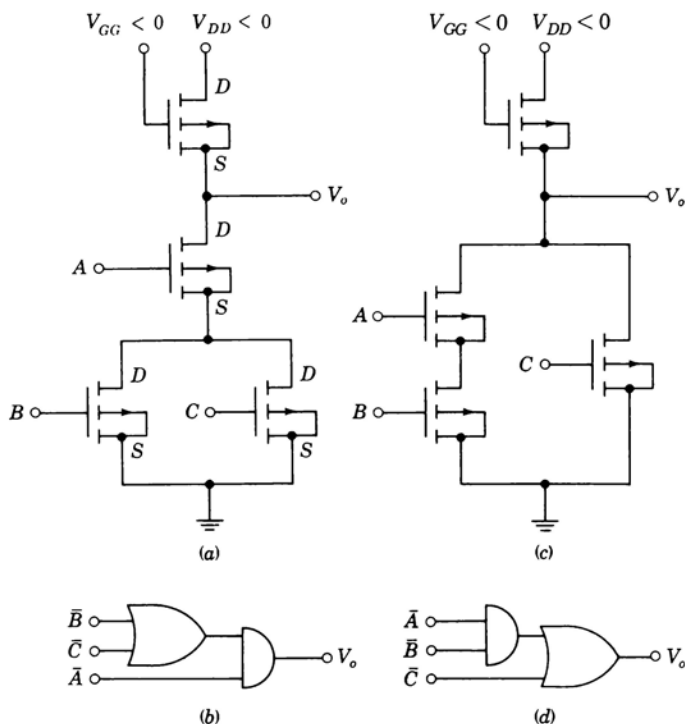 V_GG < 0 V_DD < 0
D
S
V_o
D
A
S
D D
B C
S S
(a)
V_GG < 0 V_DD < 0
V_o
A
C
B
(c)
B̄
C̄
Ā
V_o
(b)
Ā
B̄
C̄
V_o
(d)